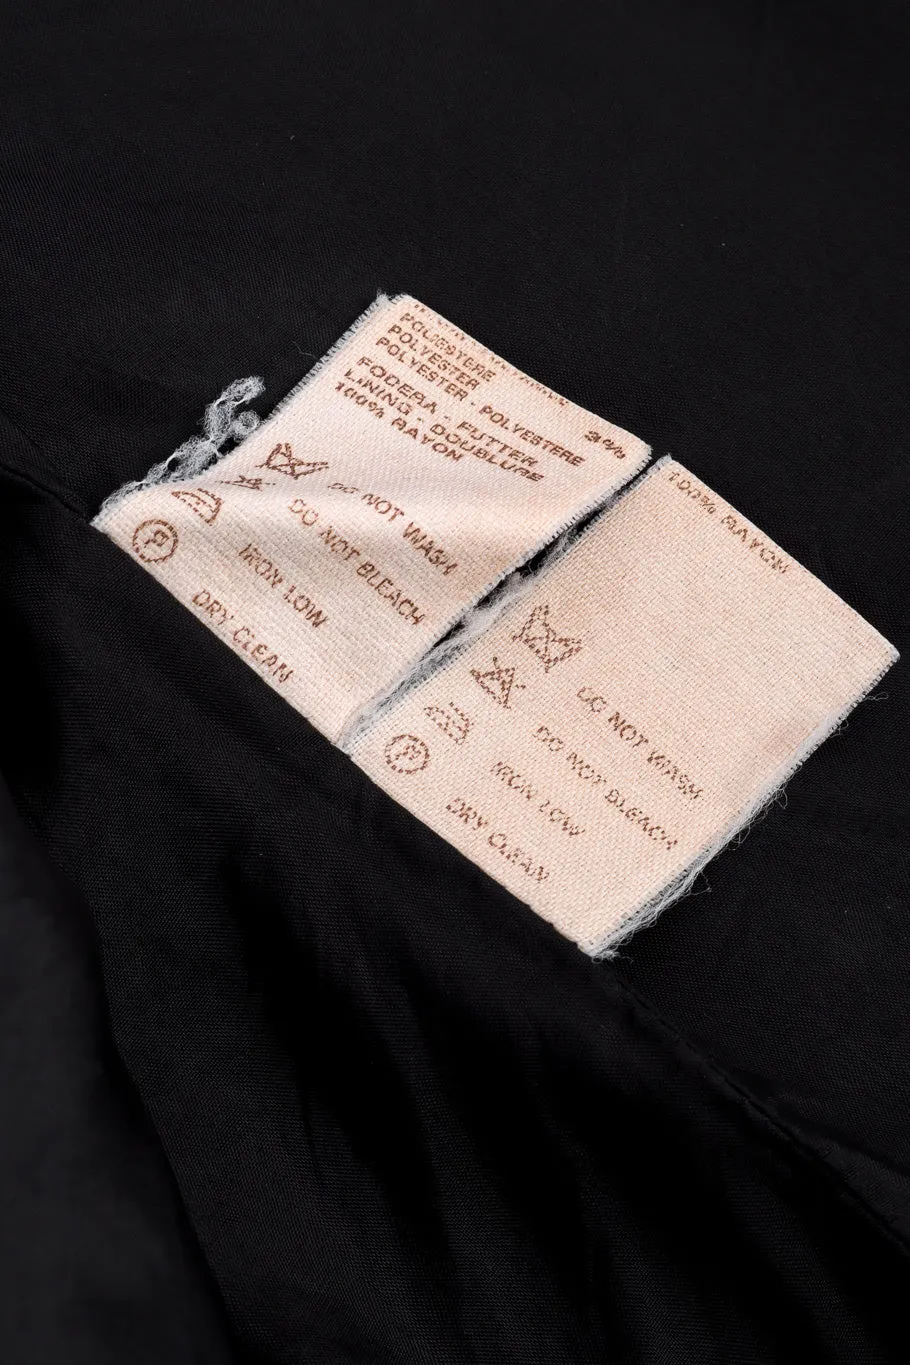 POLIESTERE
POLYESTER - POLYESTERE
POLYESTER 3%
FODERA - FUTTER
LINING - DOUBLURE
100% RAYON
DO NOT WASH
DO NOT BLEACH
IRON LOW
P DRY CLEAN
100% RAYON
DO NOT WASH
DO NOT BLEACH
IRON LOW
P DRY CLEAN